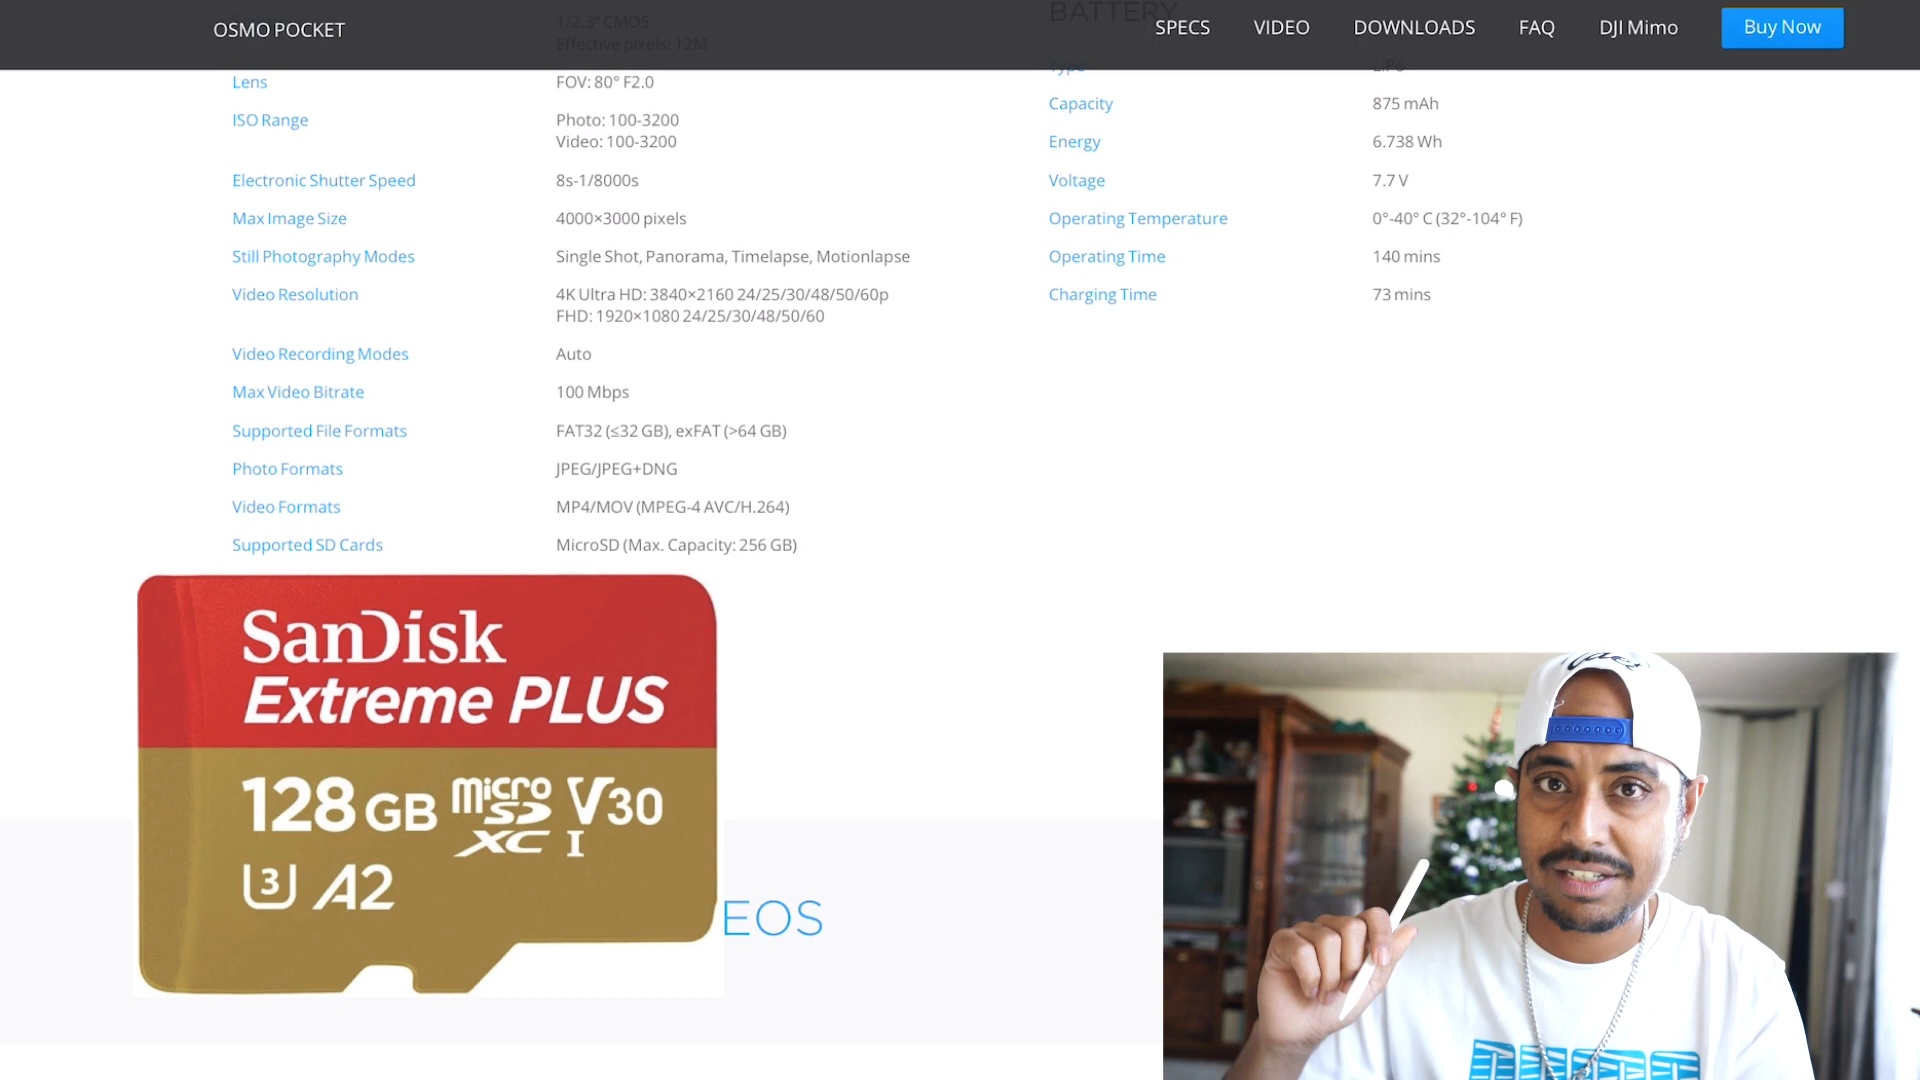 OSMO POCKET
SPECS VIDEO DOWNLOADS FAQ DJI Mimo Buy Now
1/2.3" CMOS
Effective pixels: 12M
Lens FOV: 80° F2.0
ISO Range Photo: 100-3200
Video: 100-3200
Electronic Shutter Speed 8s-1/8000s
Max Image Size 4000×3000 pixels
Still Photography Modes Single Shot, Panorama, Timelapse, Motionlapse
Video Resolution 4K Ultra HD: 3840×2160 24/25/30/48/50/60p
FHD: 1920×1080 24/25/30/48/50/60
Video Recording Modes Auto
Max Video Bitrate 100 Mbps
Supported File Formats FAT32 (≤32 GB), exFAT (>64 GB)
Photo Formats JPEG/JPEG+DNG
Video Formats MP4/MOV (MPEG-4 AVC/H.264)
Supported SD Cards MicroSD (Max. Capacity: 256 GB)
BATTERY
Type LiPo
Capacity 875 mAh
Energy 6.738 Wh
Voltage 7.7 V
Operating Temperature 0°-40° C (32°-104° F)
Operating Time 140 mins
Charging Time 73 mins
SanDisk
Extreme PLUS
128 GB micro SD XC I V30
U3 A2
EOS